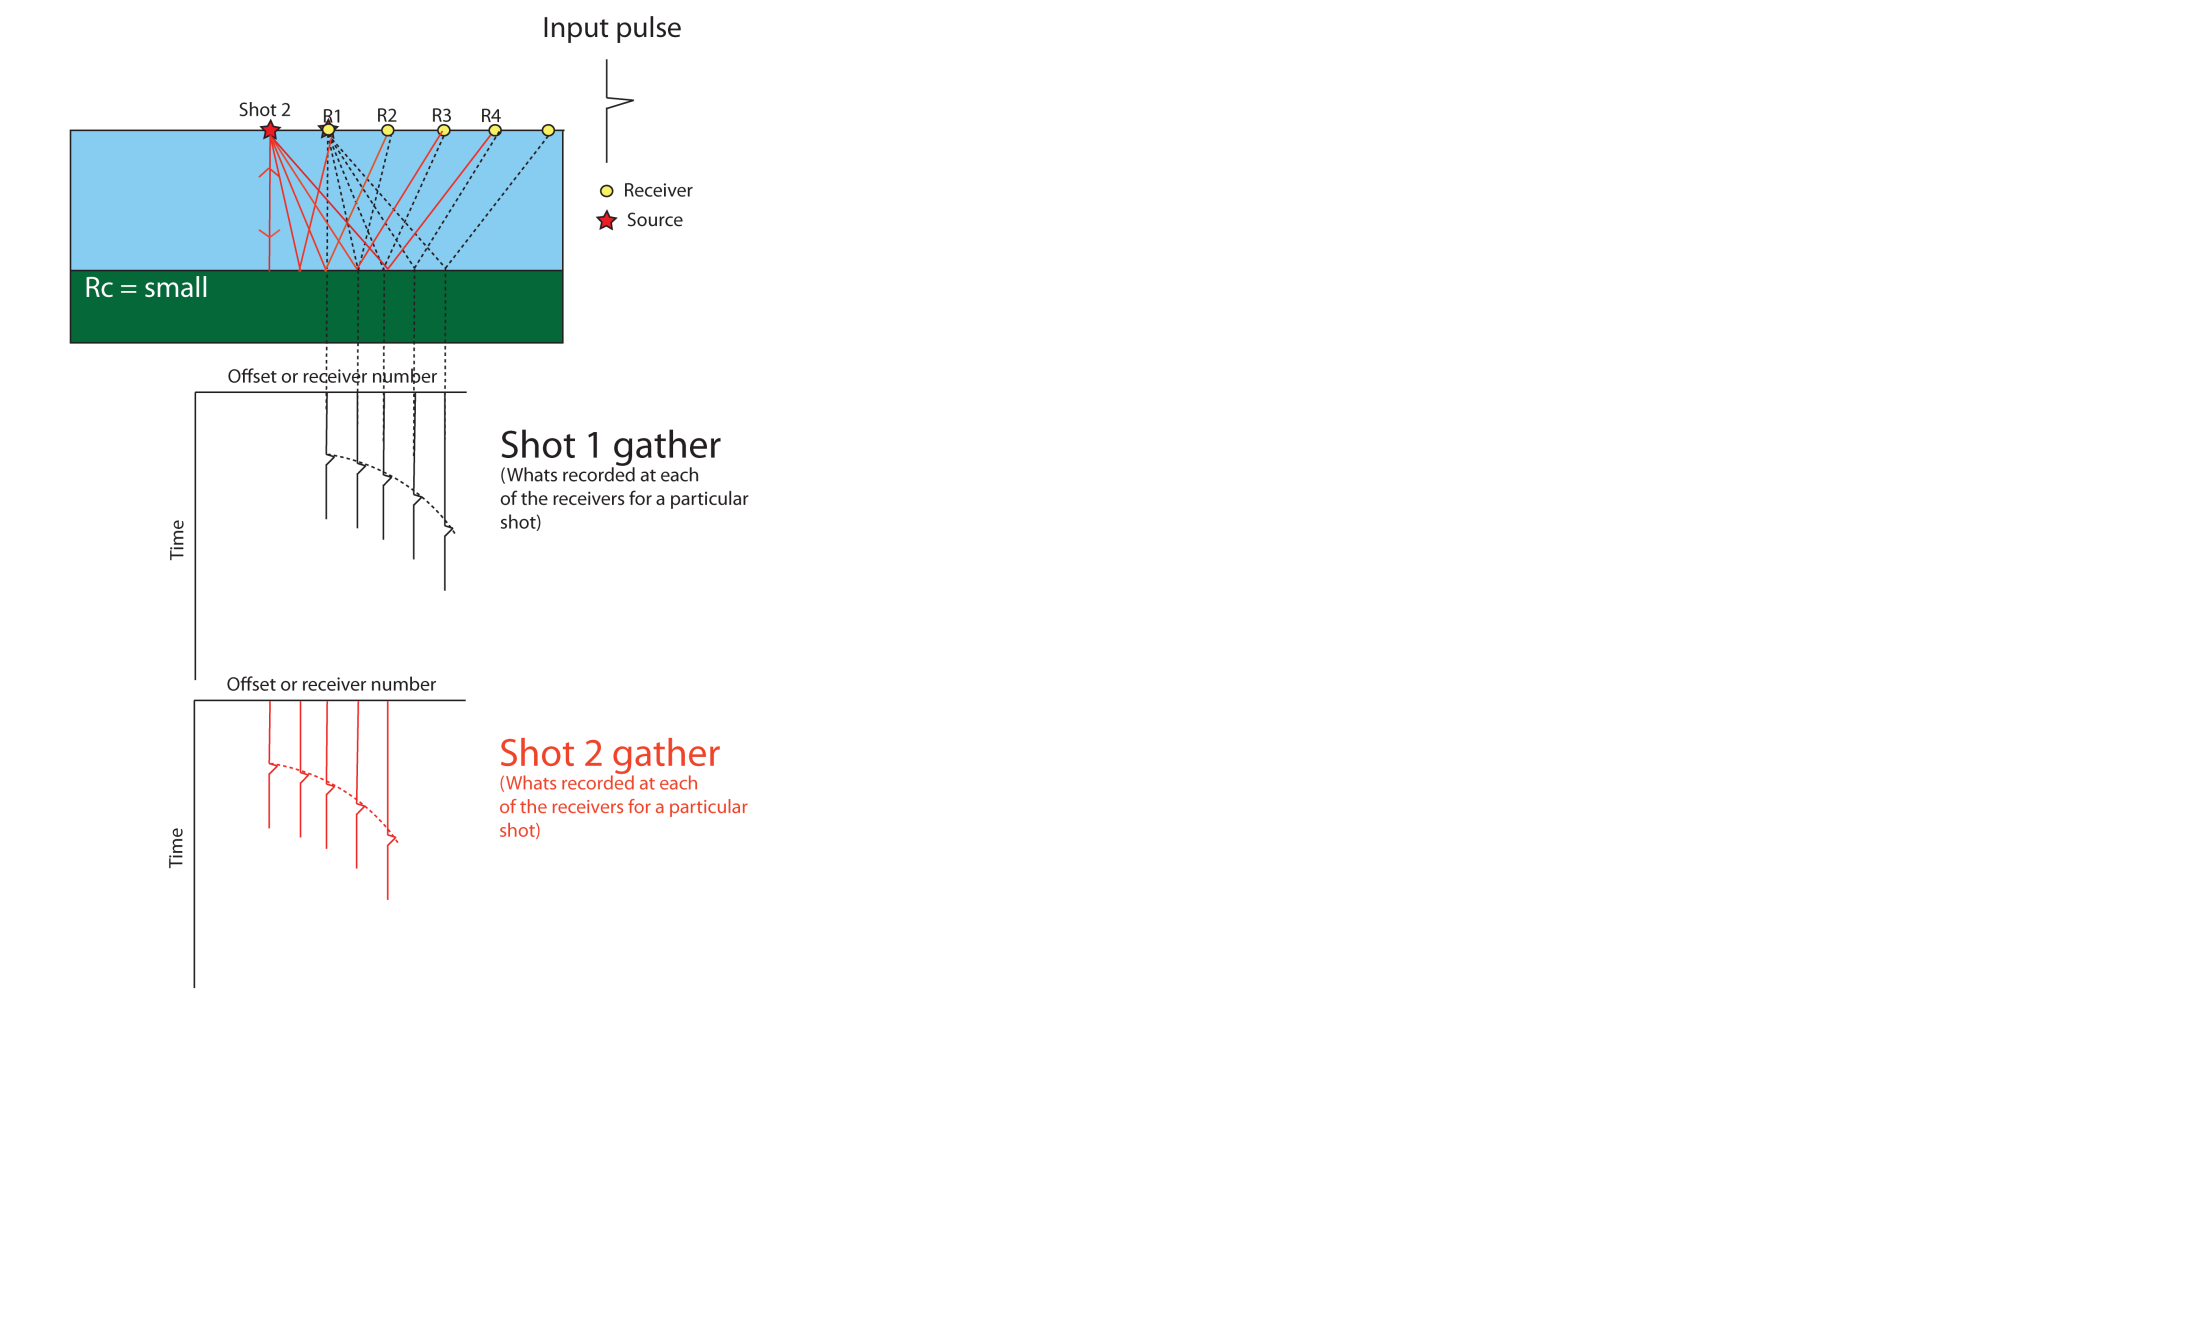 Input pulse
Shot 2
R1
R2
R3
R4
Receiver
Source
Rc = small
Offset or receiver number
Time
Shot 1 gather
(Whats recorded at each
of the receivers for a particular
shot)
Offset or receiver number
Time
Shot 2 gather
(Whats recorded at each
of the receivers for a particular
shot)